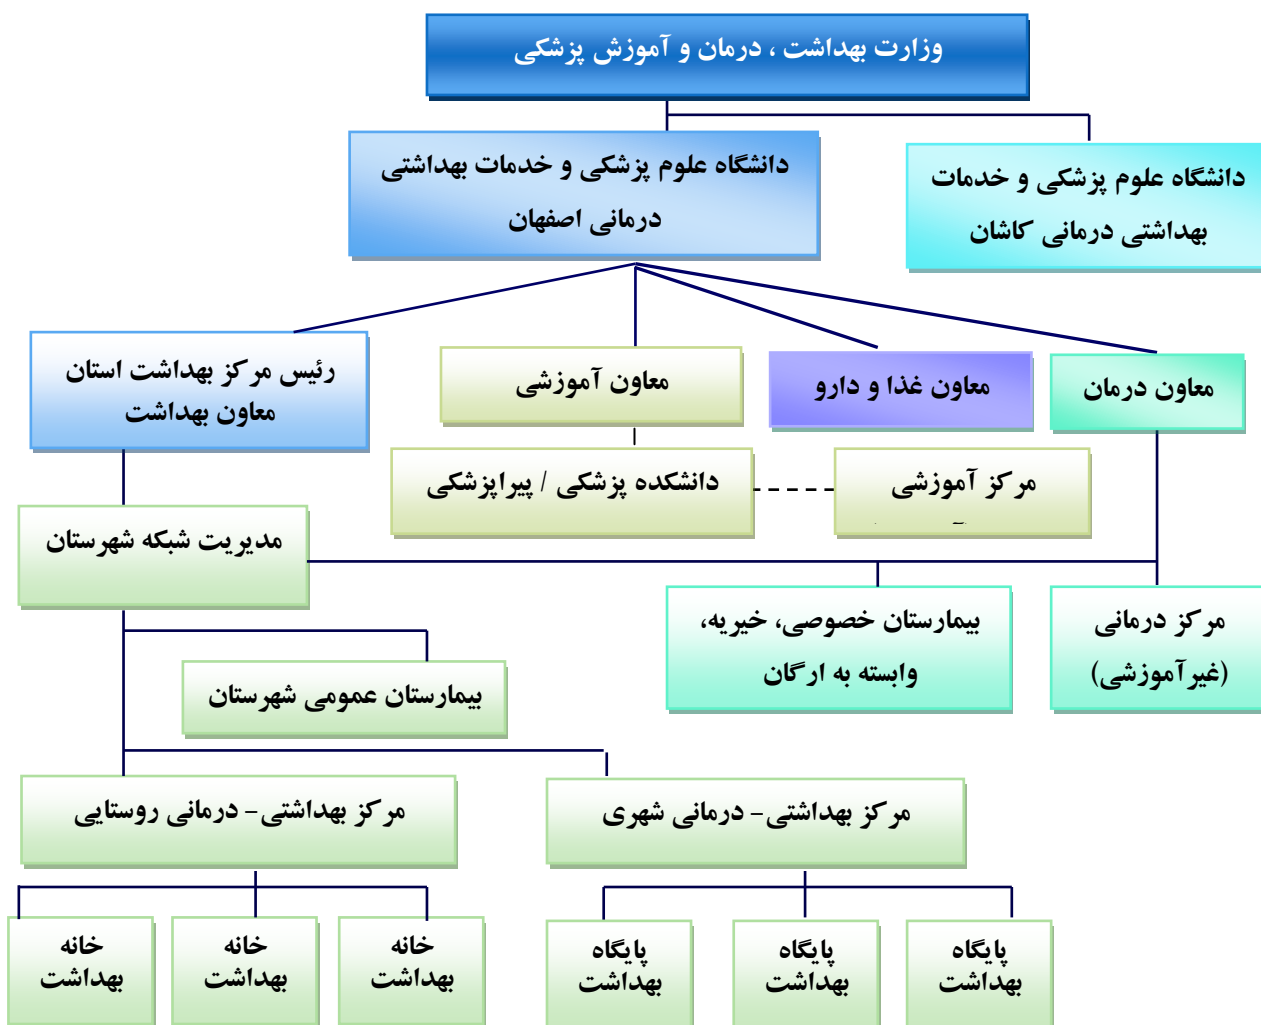 وزارت بهداشت ، درمان و آموزش پزشکی
دانشگاه علوم پزشکی و خدمات بهداشتی
درمانی اصفهان
دانشگاه علوم پزشکی و خدمات
بهداشتی درمانی کاشان
رئیس مرکز بهداشت استان
معاون بهداشت
معاون آموزشی
معاون غذا و دارو
معاون درمان
دانشکده پزشکی / پیراپزشکی
مرکز آموزشی
مدیریت شبکه شهرستان
بیمارستان خصوصی، خیریه،
وابسته به ارگان
مرکز درمانی
(غیرآموزشی)
بیمارستان عمومی شهرستان
مرکز بهداشتی- درمانی روستایی
مرکز بهداشتی- درمانی شهری
خانه
بهداشت
خانه
بهداشت
خانه
بهداشت
پایگاه
بهداشت
پایگاه
بهداشت
پایگاه
بهداشت